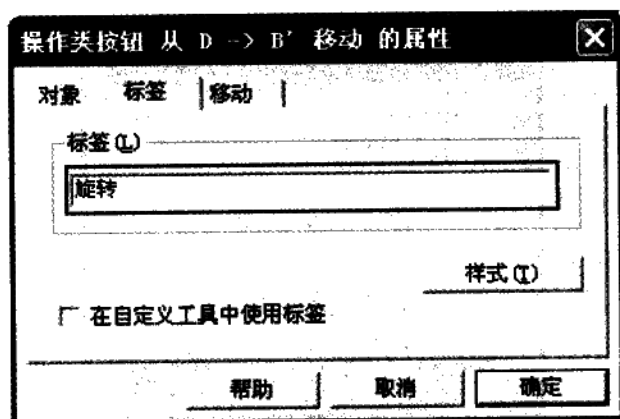 操作类按钮 从 D -> B' 移动 的属性
对象 标签 移动
标签(L)
旋转
样式(T)
在自定义工具中使用标签
帮助 取消 确定